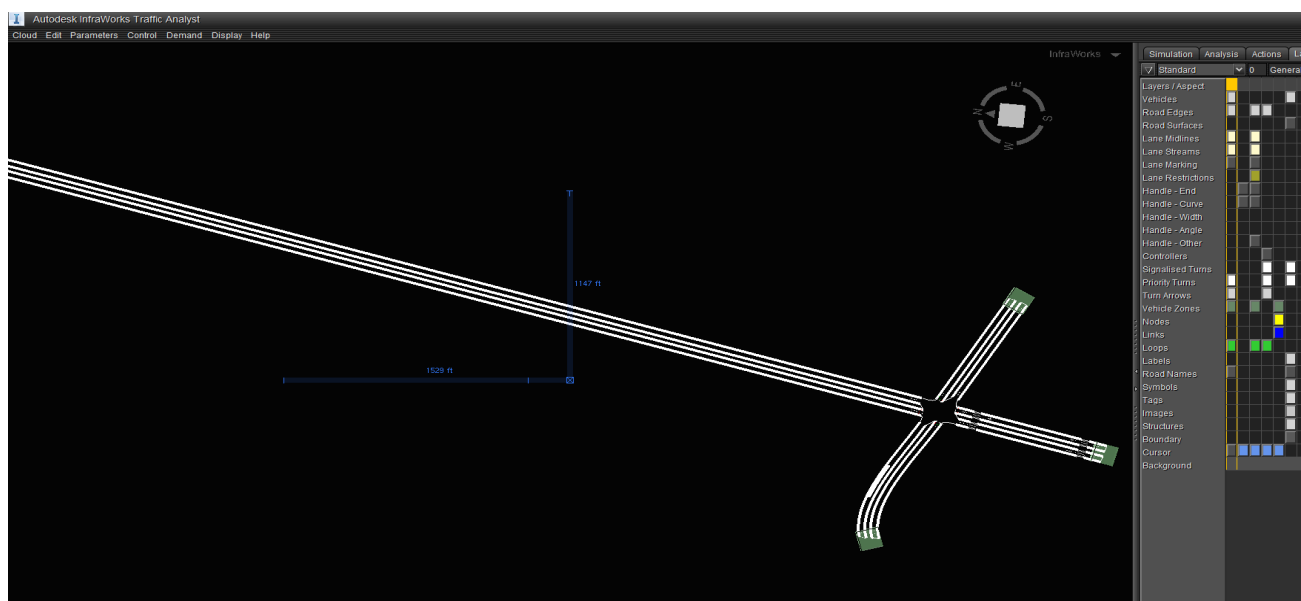 Autodesk InfraWorks Traffic Analyst
Cloud Edit Parameters Control Demand Display Help
InfraWorks
Simulation Analysis Actions
Standard 0 Genera
Layers / Aspect
Vehicles
Road Edges
Road Surfaces
Lane Midlines
Lane Streams
Lane Marking
Lane Restrictions
Handle - End
Handle - Curve
Handle - Width
Handle - Angle
Handle - Other
Controllers
Signalised Turns
Priority Turns
Turn Arrows
Vehicle Zones
Nodes
Links
Loops
Labels
Road Names
Symbols
Tags
Images
Structures
Boundary
Cursor
Background
E
N
S
W
1147 ft
1529 ft